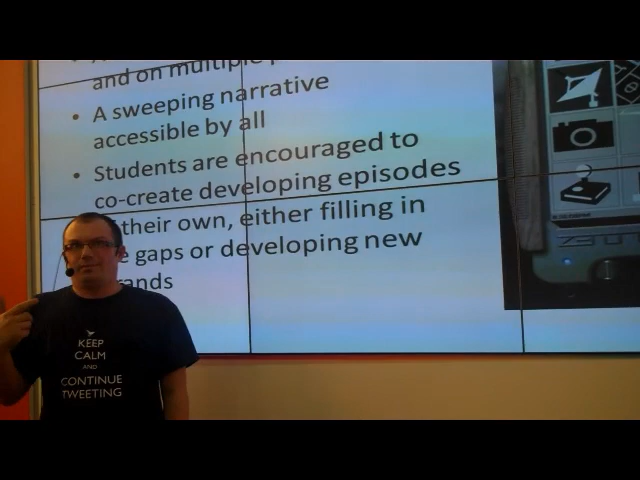 and on multiple
• A sweeping narrative
accessible by all
• Students are encouraged to
co-create developing episodes
their own, either filling in
gaps or developing new
KEEP
CALM
AND
CONTINUE
TWEETING